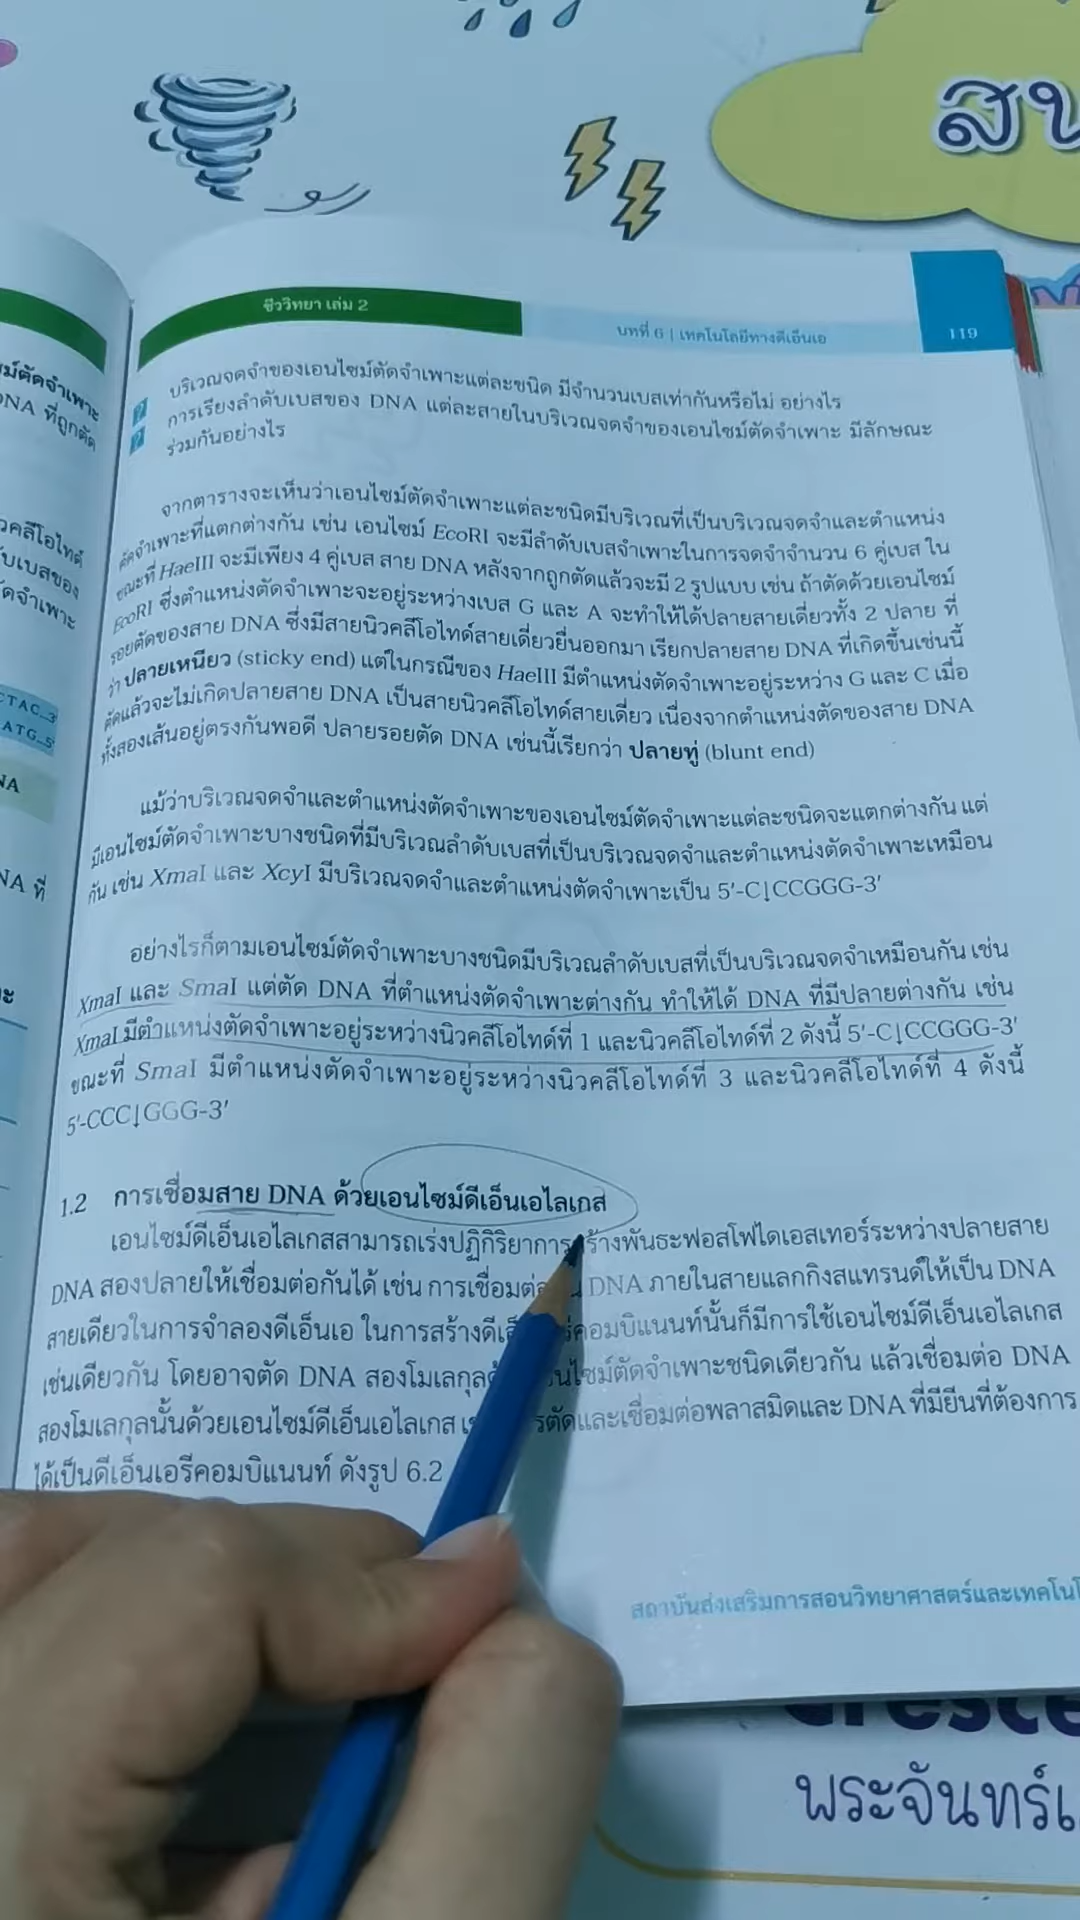 สน
ชีววิทยา เล่ม 2
บทที่ 6 | เทคโนโลยีทางดีเอ็นเอ
119
บริเวณจดจำของเอนไซม์ตัดจำเพาะแต่ละชนิด มีจำนวนเบสเท่ากันหรือไม่ อย่างไร
การเรียงลำดับเบสของ DNA แต่ละสายในบริเวณจดจำของเอนไซม์ตัดจำเพาะ มีลักษณะ
ร่วมกันอย่างไร
จากตารางจะเห็นว่าเอนไซม์ตัดจำเพาะแต่ละชนิดมีบริเวณที่เป็นบริเวณจดจำและตำแหน่ง
ตัดจำเพาะที่แตกต่างกัน เช่น เอนไซม์ EcoRI จะมีลำดับเบสจำเพาะในการจดจำจำนวน 6 คู่เบส ใน
ขณะที่ HaeIII จะมีเพียง 4 คู่เบส สาย DNA หลังจากถูกตัดแล้วจะมี 2 รูปแบบ เช่น ถ้าตัดด้วยเอนไซม์
EcoRI ซึ่งตำแหน่งตัดจำเพาะจะอยู่ระหว่างเบส G และ A จะทำให้ได้ปลายสายเดี่ยวทั้ง 2 ปลาย ที่
รอยตัดของสาย DNA ซึ่งมีสายนิวคลีโอไทด์สายเดี่ยวยื่นออกมา เรียกปลายสาย DNA ที่เกิดขึ้นเช่นนี้
ว่า ปลายเหนียว (sticky end) แต่ในกรณีของ HaeIII มีตำแหน่งตัดจำเพาะอยู่ระหว่าง G และ C เมื่อ
ตัดแล้วจะไม่เกิดปลายสาย DNA เป็นสายนิวคลีโอไทด์สายเดี่ยว เนื่องจากตำแหน่งตัดของสาย DNA
ทั้งสองเส้นอยู่ตรงกันพอดี ปลายรอยตัด DNA เช่นนี้เรียกว่า ปลายทู่ (blunt end)
แม้ว่าบริเวณจดจำและตำแหน่งตัดจำเพาะของเอนไซม์ตัดจำเพาะแต่ละชนิดจะแตกต่างกัน แต่
มีเอนไซม์ตัดจำเพาะบางชนิดที่มีบริเวณลำดับเบสที่เป็นบริเวณจดจำและตำแหน่งตัดจำเพาะเหมือน
กัน เช่น XmaI และ XcyI มีบริเวณจดจำและตำแหน่งตัดจำเพาะเป็น 5'-C↓CCGGG-3'
อย่างไรก็ตามเอนไซม์ตัดจำเพาะบางชนิดมีบริเวณลำดับเบสที่เป็นบริเวณจดจำเหมือนกัน เช่น
XmaI และ SmaI แต่ตัด DNA ที่ตำแหน่งตัดจำเพาะต่างกัน ทำให้ได้ DNA ที่มีปลายต่างกัน เช่น
XmaI มีตำแหน่งตัดจำเพาะอยู่ระหว่างนิวคลีโอไทด์ที่ 1 และนิวคลีโอไทด์ที่ 2 ดังนี้ 5'-C↓CCGGG-3'
ขณะที่ SmaI มีตำแหน่งตัดจำเพาะอยู่ระหว่างนิวคลีโอไทด์ที่ 3 และนิวคลีโอไทด์ที่ 4 ดังนี้
5'-CCC↓GGG-3'
1.2 การเชื่อมสาย DNA ด้วยเอนไซม์ดีเอ็นเอไลเกส
เอนไซม์ดีเอ็นเอไลเกสสามารถเร่งปฏิกิริยาการสร้างพันธะฟอสโฟไดเอสเทอร์ระหว่างปลายสาย
DNA สองปลายให้เชื่อมต่อกันได้ เช่น การเชื่อมต่อ DNA ภายในสายแลกกิงสแทรนด์ให้เป็น DNA
สายเดียวในการจำลองดีเอ็นเอ ในการสร้างดีเอ็นเอรีคอมบิแนนท์นั้นก็มีการใช้เอนไซม์ดีเอ็นเอไลเกส
เช่นเดียวกัน โดยอาจตัด DNA สองโมเลกุลด้วยเอนไซม์ตัดจำเพาะชนิดเดียวกัน แล้วเชื่อมต่อ DNA
สองโมเลกุลนั้นด้วยเอนไซม์ดีเอ็นเอไลเกส เช่น การตัดและเชื่อมต่อพลาสมิดและ DNA ที่มียีนที่ต้องการ
ได้เป็นดีเอ็นเอรีคอมบิแนนท์ ดังรูป 6.2
สถาบันส่งเสริมการสอนวิทยาศาสตร์และเทคโนโ
พระจันทร์เ